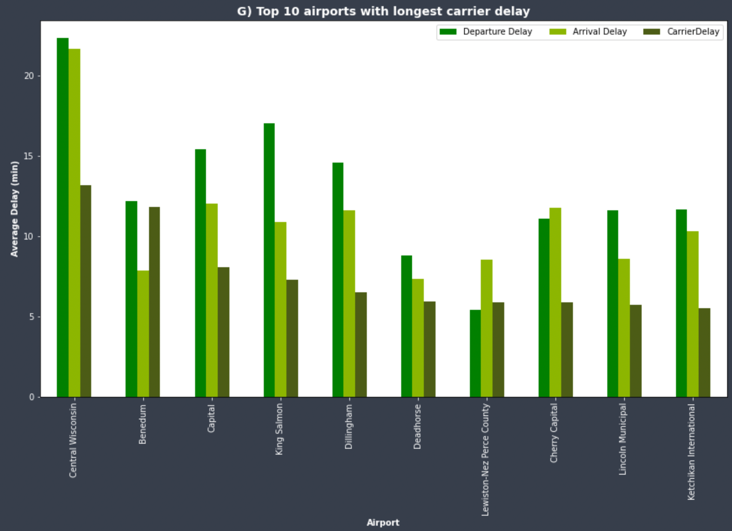 G) Top 10 airports with longest carrier delay
Departure Delay Arrival Delay CarrierDelay
Average Delay (min)
20
15
10
5
0
Central Wisconsin
Benedum
Capital
King Salmon
Dillingham
Deadhorse
Lewiston-Nez Perce County
Cherry Capital
Lincoln Municipal
Ketchikan International
Airport